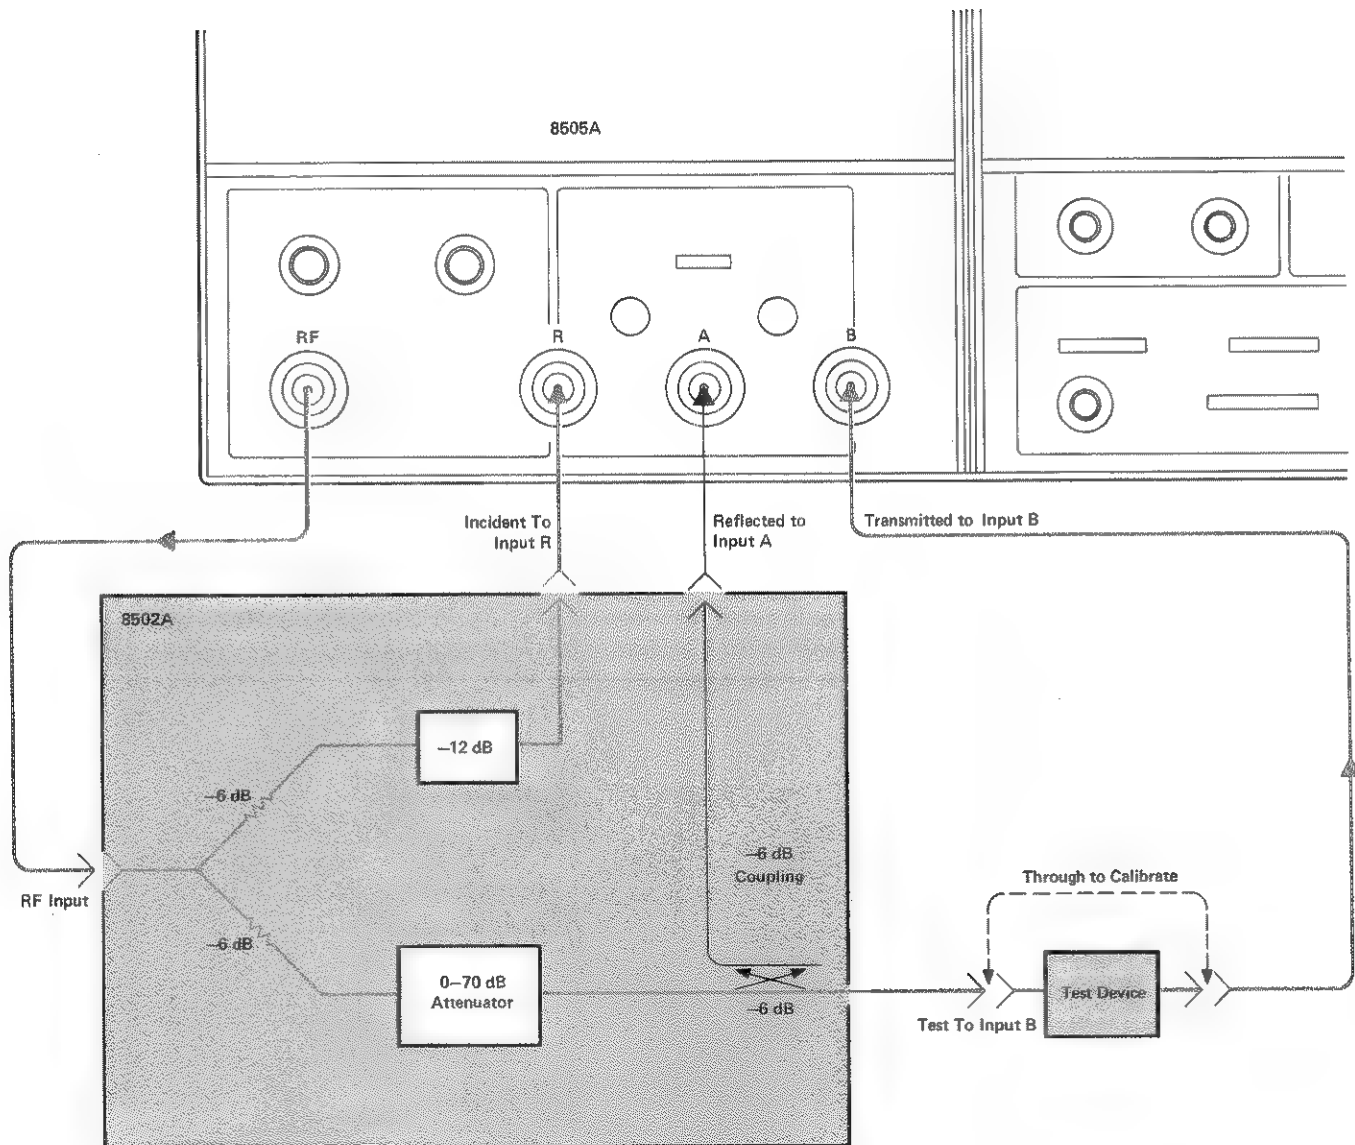 8505A
RF
R
A
B
Incident To
Input R
Reflected to
Input A
Transmitted to Input B
8502A
–12 dB
–6 dB
–6 dB
Coupling
Through to Calibrate
RF Input
–6 dB
0–70 dB
Attenuator
–6 dB
Test Device
Test To Input B